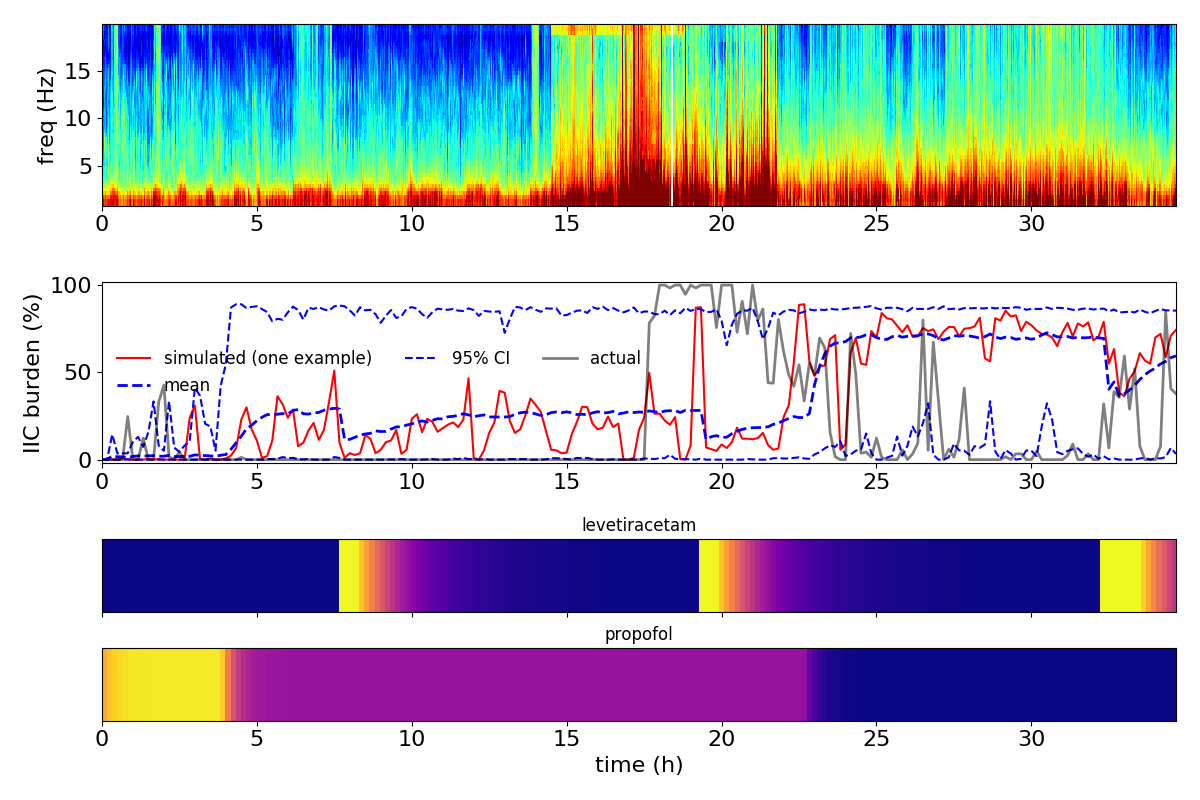 freq (Hz)
15
10
5
0 5 10 15 20 25 30
IIC burden (%)
100
50
0
simulated (one example) 95% CI actual
mean
0 5 10 15 20 25 30
levetiracetam
propofol
0 5 10 15 20 25 30
time (h)